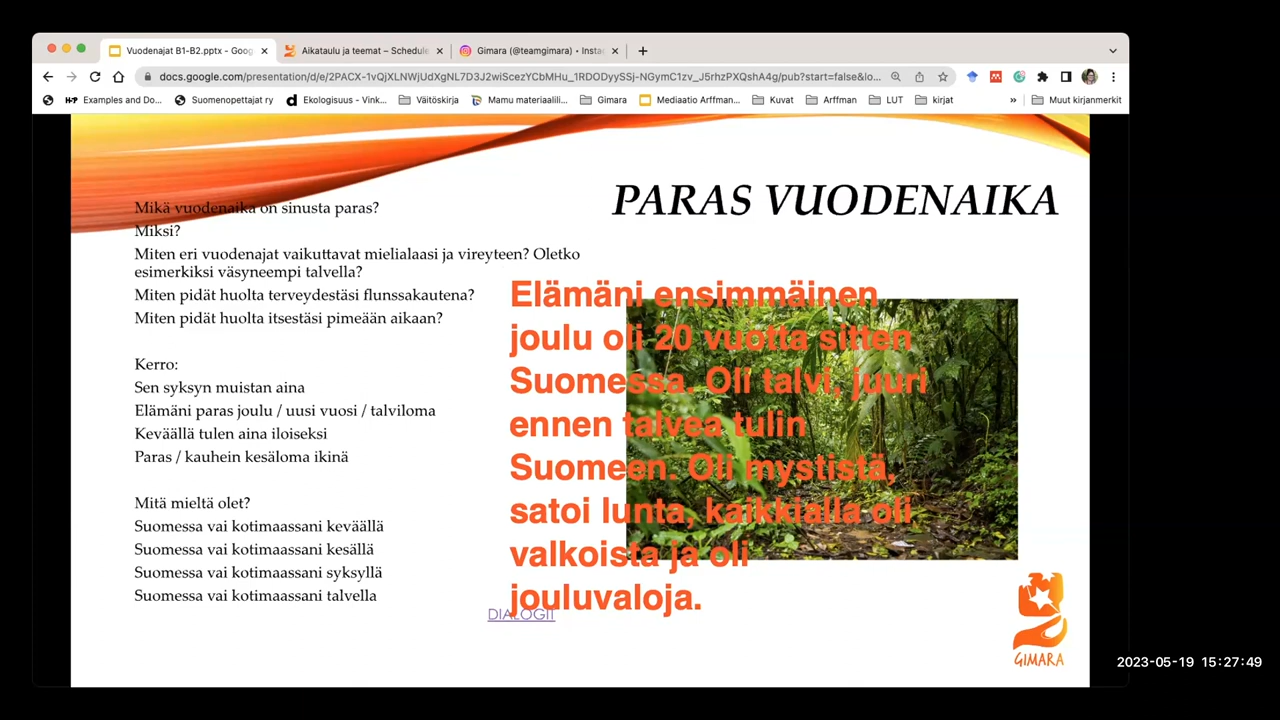 Vuodenajat B1-B2.pptx - Goog
Aikataulu ja teemat – Schedule
Gimara (@teamgimara) • Insta
docs.google.com/presentation/d/e/2PACX-1vQjXLNWjUdXgNL7D3J2wiScezYCbMHu_1RDODyySSj-NGymC1zv_J5rhzPXQshA4g/pub?start=false&lo...
Examples and Do...
Suomenopettajat ry
Ekologisuus - Vink...
Väitöskirja
Mamu materiaalili...
Gimara
Mediaatio Arffman...
Kuvat
Arffman
LUT
kirjat
»
Muut kirjanmerkit
PARAS VUODENAIKA
Mikä vuodenaika on sinusta paras?
Miksi?
Miten eri vuodenajat vaikuttavat mielialaasi ja vireyteen? Oletko
esimerkiksi väsyneempi talvella?
Miten pidät huolta terveydestäsi flunssakautena?
Miten pidät huolta itsestäsi pimeään aikaan?
Kerro:
Sen syksyn muistan aina
Elämäni paras joulu / uusi vuosi / talviloma
Keväällä tulen aina iloiseksi
Paras / kauhein kesäloma ikinä
Mitä mieltä olet?
Suomessa vai kotimaassani keväällä
Suomessa vai kotimaassani kesällä
Suomessa vai kotimaassani syksyllä
Suomessa vai kotimaassani talvella
Elämäni ensimmäinen
joulu oli 20 vuotta sitten
Suomessa. Oli talvi, juuri
ennen talvea tulin
Suomeen. Oli mystistä,
satoi lunta, kaikkialla oli
valkoista ja oli
jouluvaloja.
DIALOGIT
GIMARA
2023-05-19 15:27:49